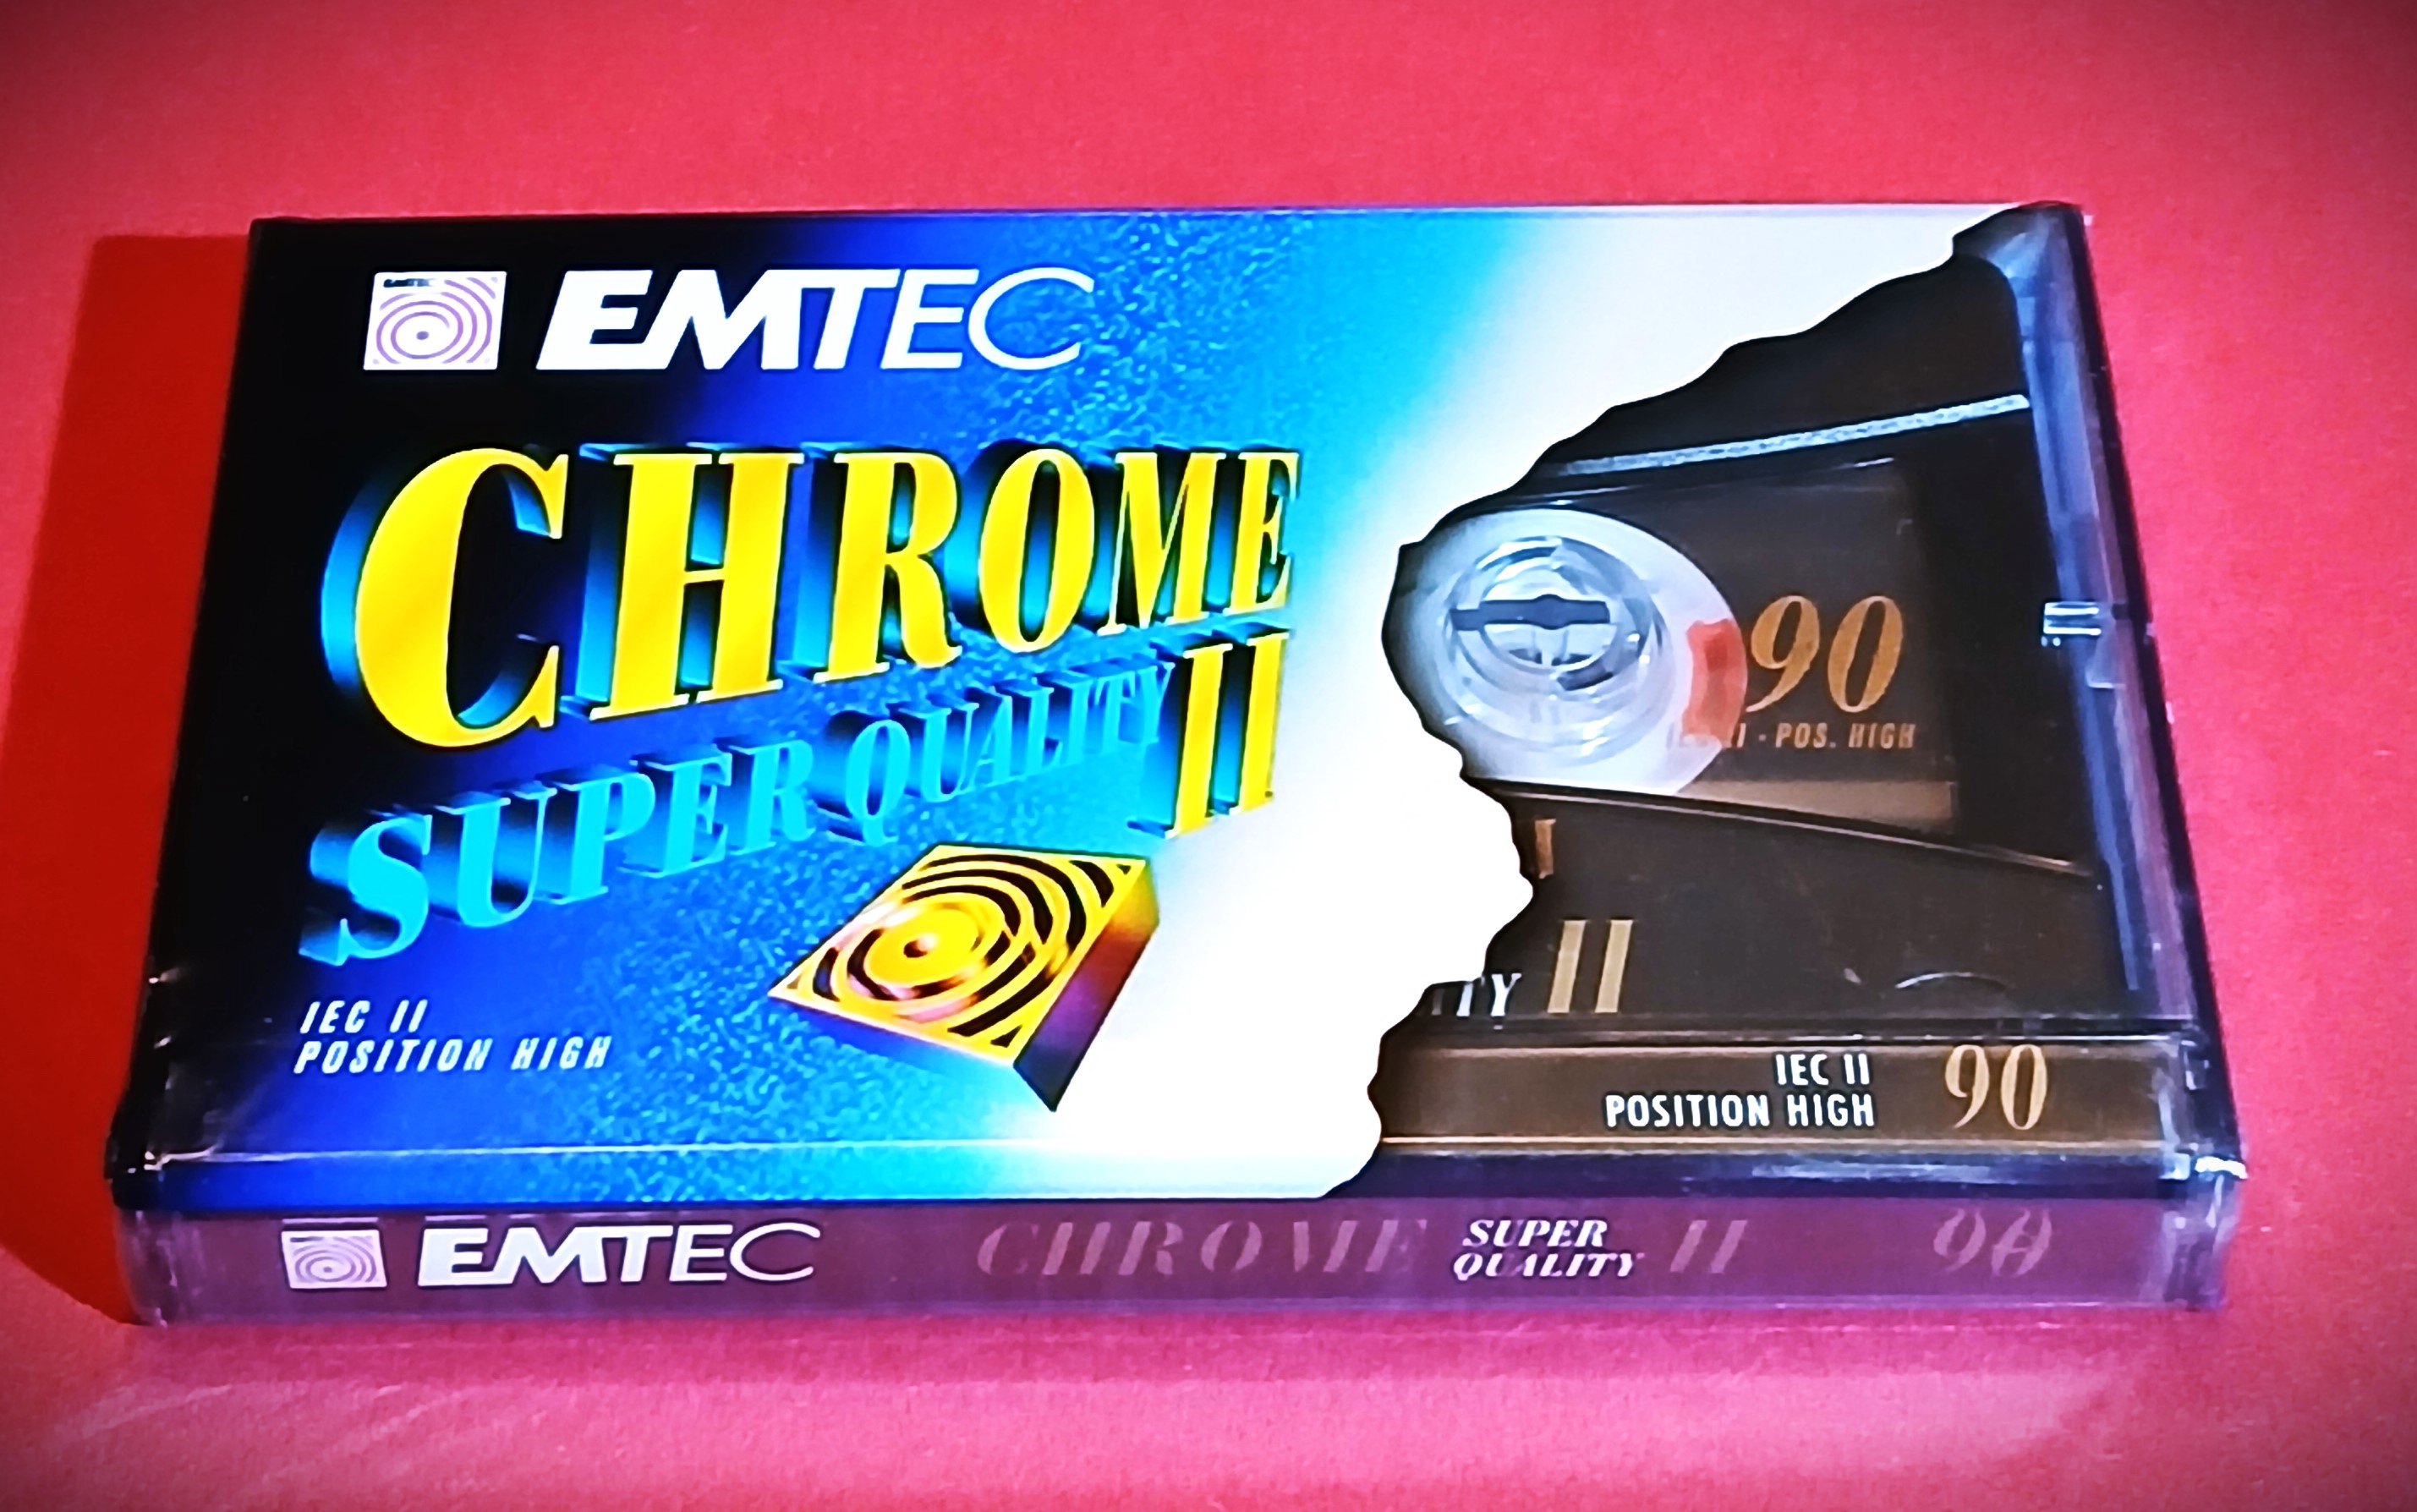 EMTEC
CHROME
SUPER QUALITY II
IEC II
POSITION HIGH
90
POS. HIGH
II
IEC II
POSITION HIGH
90
EMTEC CHROME SUPER QUALITY II 90